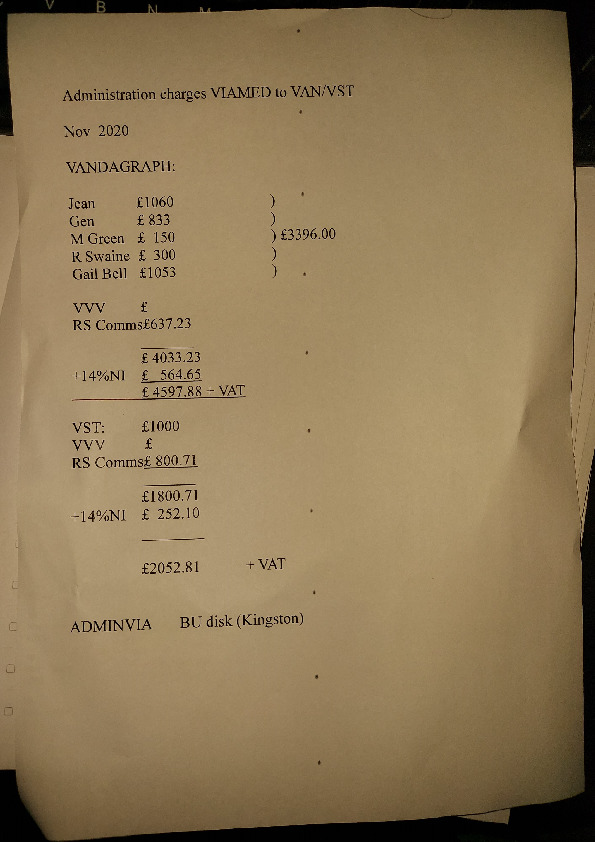 V B N M
Administration charges VIAMED to VAN/VST
Nov 2020
VANDAGRAPH:
Jean £1060 )
Gen £ 833 )
M Green £ 150 ) £3396.00
R Swaine £ 300 )
Gail Bell £1053 )
VVV £
RS Comms£637.23
£ 4033.23
+14%NI £ 564.65
£ 4597.88 + VAT
VST: £1000
VVV £
RS Comms£ 800.71
£1800.71
+14%NI £ 252.10
£2052.81 + VAT
ADMINVIA BU disk (Kingston)